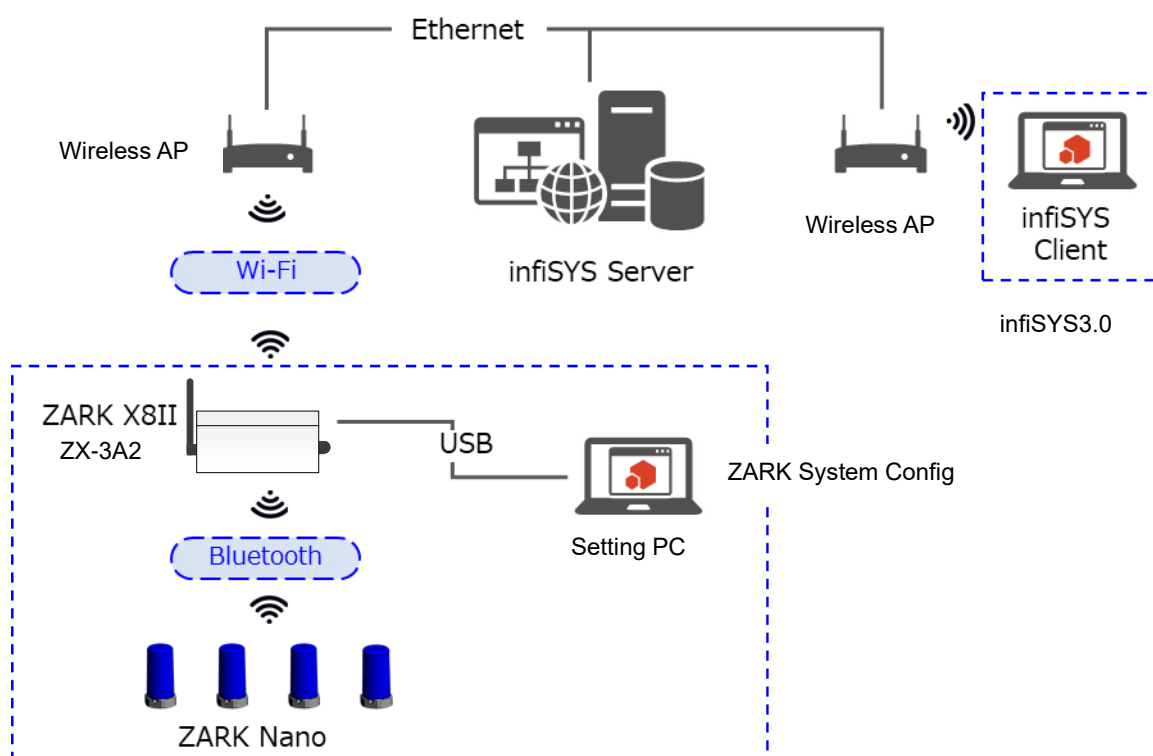 Ethernet
Wireless AP
Wireless AP
infiSYS
Client
Wi-Fi
infiSYS Server
infiSYS3.0
ZARK X8II
ZX-3A2
USB
ZARK System Config
Bluetooth
Setting PC
ZARK Nano